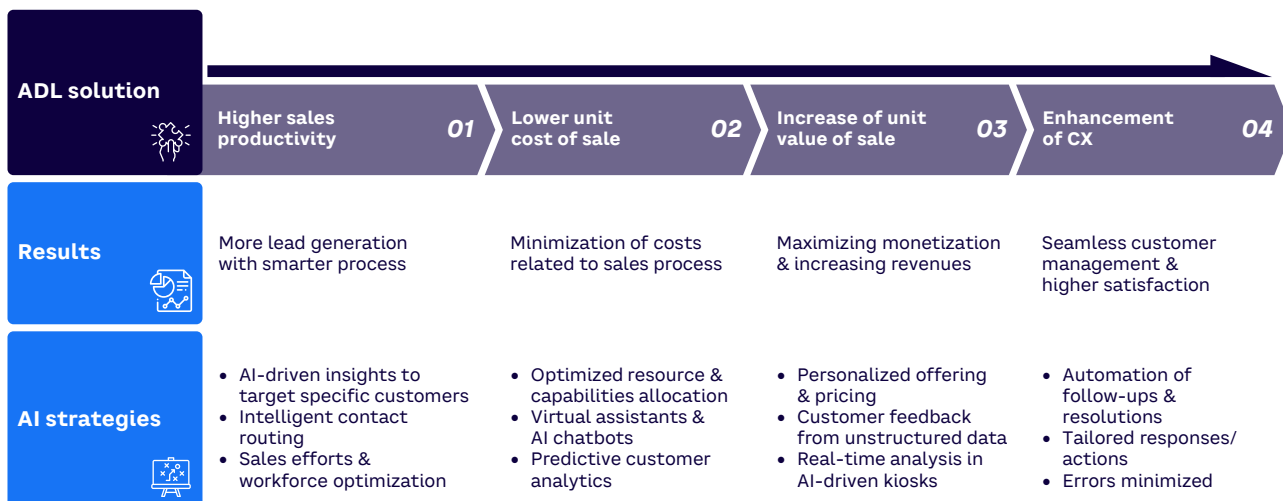 ADL solution
Higher sales
productivity
01
Lower unit
cost of sale
02
Increase of unit
value of sale
03
Enhancement
of CX
04
Results
More lead generation
with smarter process
Minimization of costs
related to sales process
Maximizing monetization
& increasing revenues
Seamless customer
management &
higher satisfaction
AI strategies
• AI-driven insights to
target specific customers
• Intelligent contact
routing
• Sales efforts &
workforce optimization
• Optimized resource &
capabilities allocation
• Virtual assistants &
AI chatbots
• Predictive customer
analytics
• Personalized offering
& pricing
• Customer feedback
from unstructured data
• Real-time analysis in
AI-driven kiosks
• Automation of
follow-ups &
resolutions
• Tailored responses/
actions
• Errors minimized